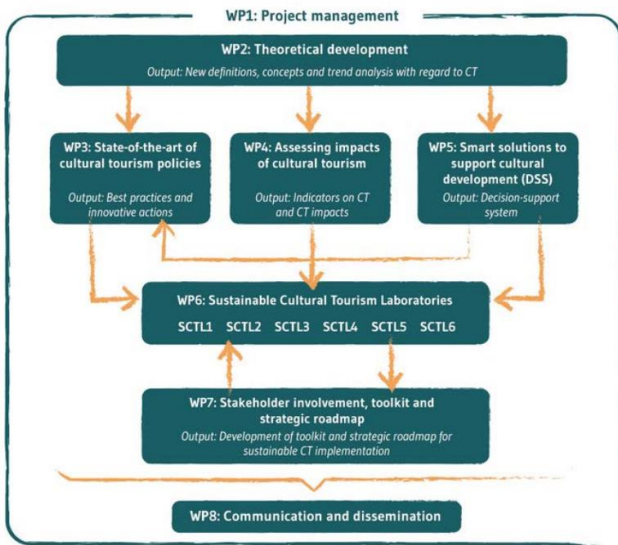 WP1: Project management
WP2: Theoretical development
Output: New definitions, concepts and trend analysis with regard to CT
WP3: State-of-the-art of
cultural tourism policies
Output: Best practices and
innovative actions
WP4: Assessing impacts
of cultural tourism
Output: Indicators on CT
and CT impacts
WP5: Smart solutions to
support cultural
development (DSS)
Output: Decision-support
system
WP6: Sustainable Cultural Tourism Laboratories
SCTL1 SCTL2 SCTL3 SCTL4 SCTL5 SCTL6
WP7: Stakeholder involvement, toolkit and
strategic roadmap
Output: Development of toolkit and strategic roadmap for
sustainable CT implementation
WP8: Communication and dissemination